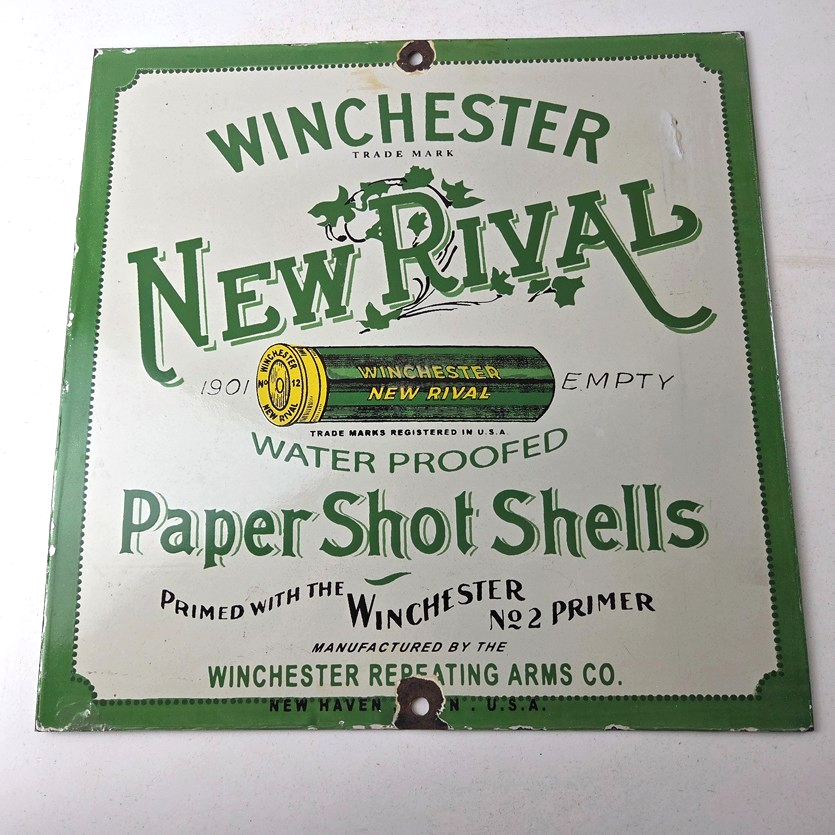 WINCHESTER
TRADE MARK
NEW RIVAL
WINCHESTER
No 12
NEW RIVAL
WINCHESTER
NEW RIVAL
1901 EMPTY
TRADE MARKS REGISTERED IN U.S.A.
WATER PROOFED
Paper Shot Shells
PRIMED WITH THE WINCHESTER No 2 PRIMER
MANUFACTURED BY THE
WINCHESTER REPEATING ARMS CO.
NEW HAVEN N. U.S.A.